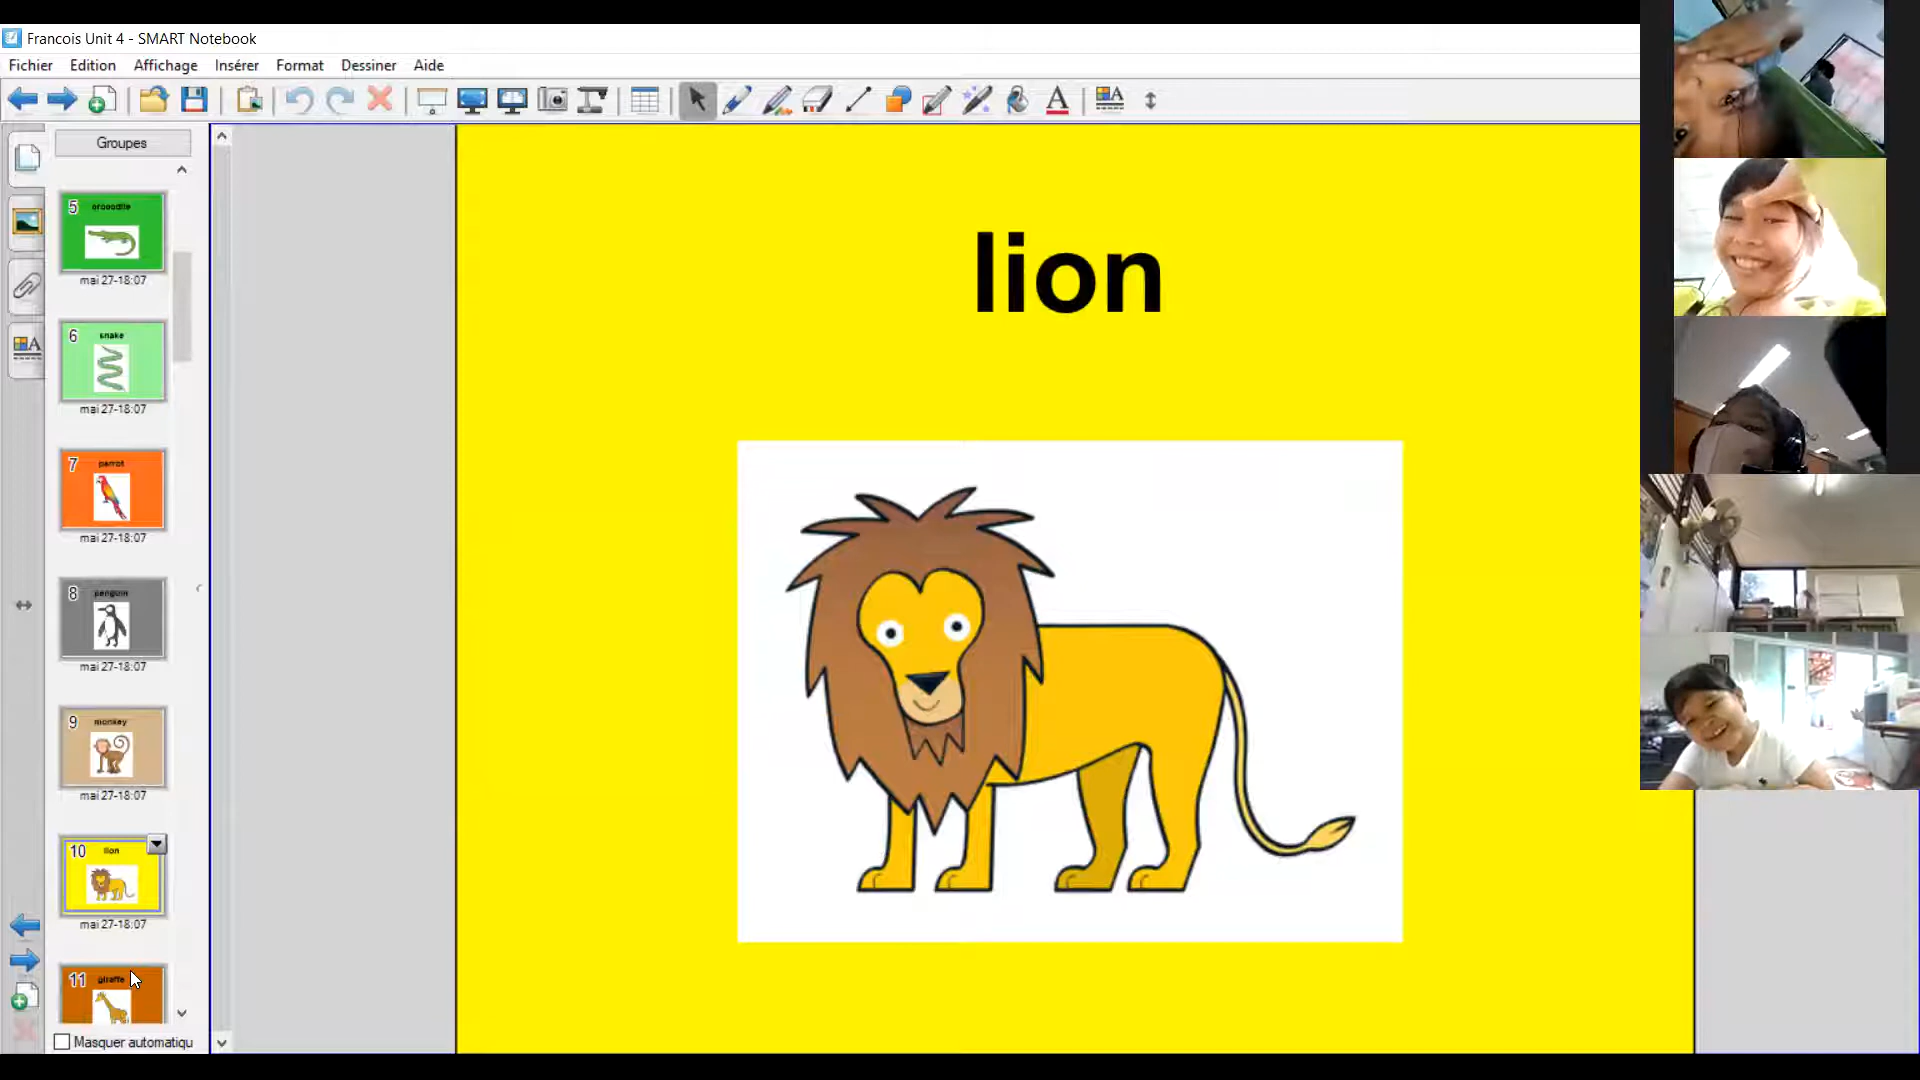 Francois Unit 4 - SMART Notebook
Fichier Edition Affichage Insérer Format Dessiner Aide
Groupes
5 crocodile
mai 27-18:07
6 snake
mai 27-18:07
7 parrot
mai 27-18:07
8 penguin
mai 27-18:07
9 monkey
mai 27-18:07
10 lion
mai 27-18:07
11 giraffe
Masquer automatiqu
lion